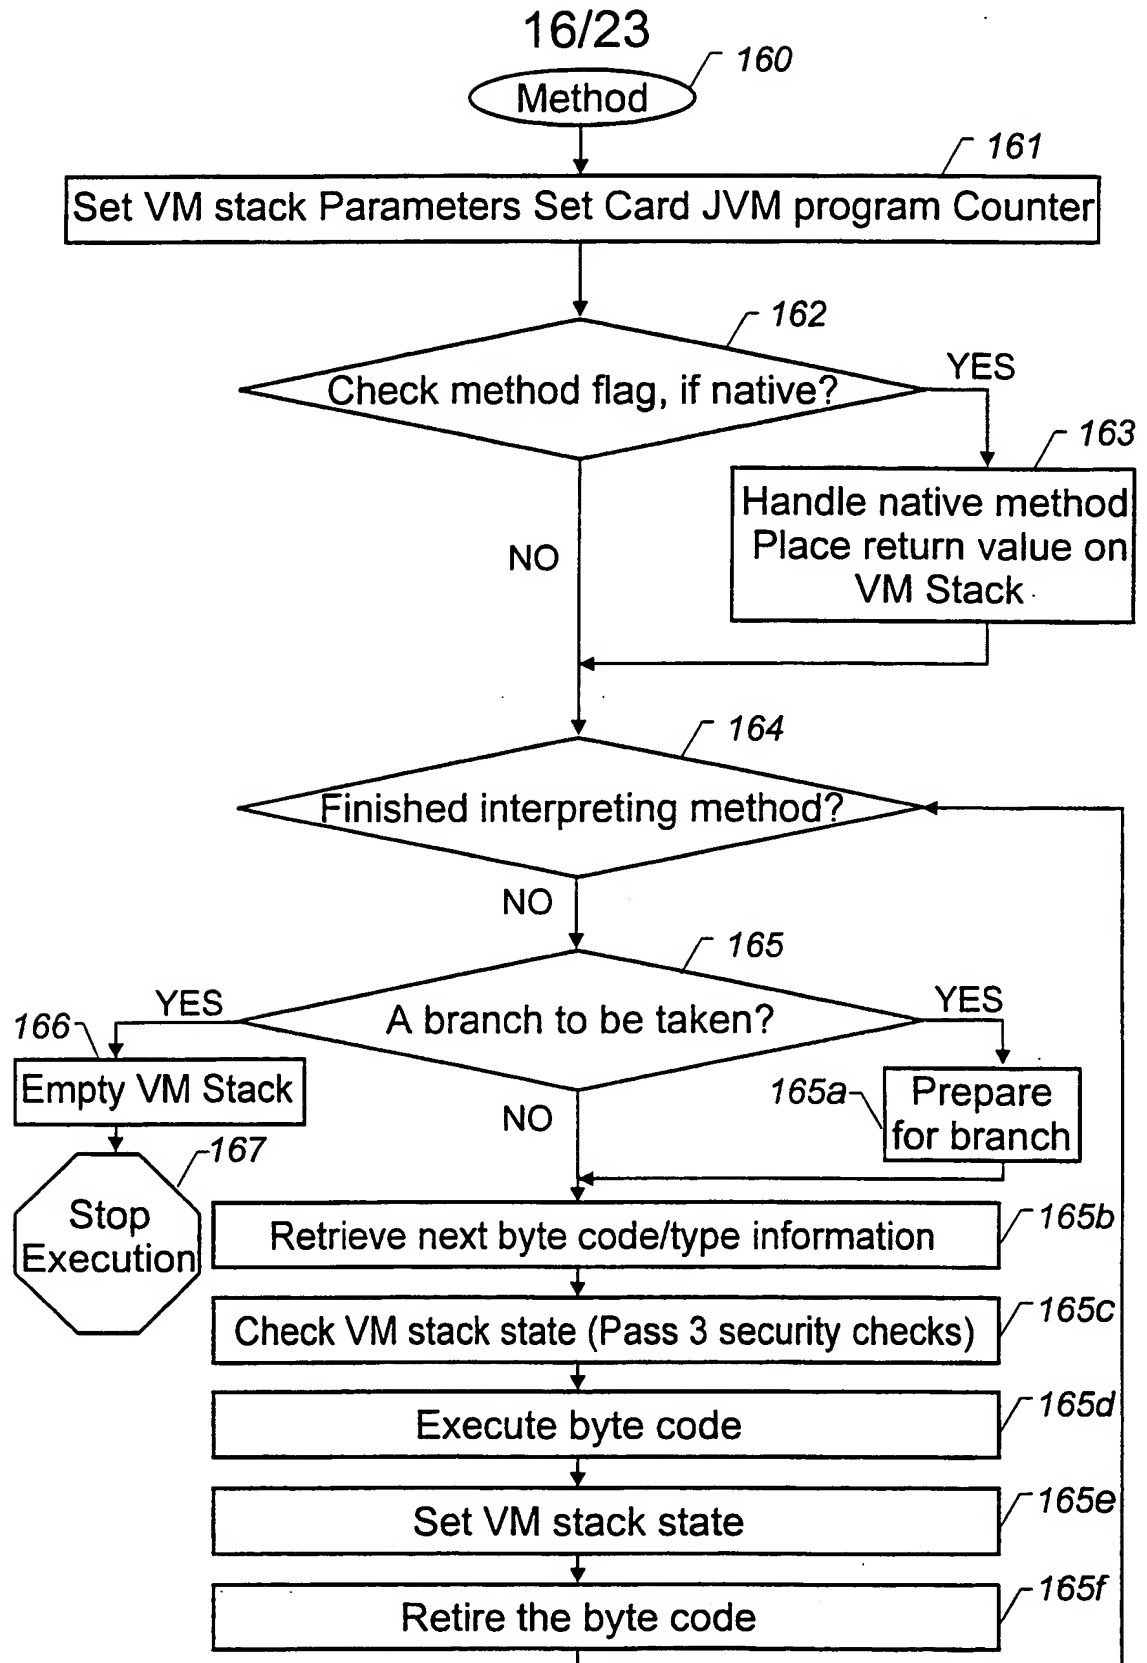 16/23
160
Method
161
Set VM stack Parameters Set Card JVM program Counter
162
Check method flag, if native?
YES
163
Handle native method
Place return value on
VM Stack
NO
164
Finished interpreting method?
NO
165
A branch to be taken?
YES
YES
166
Empty VM Stack
165a
Prepare
for branch
NO
167
Stop
Execution
165b
Retrieve next byte code/type information
165c
Check VM stack state (Pass 3 security checks)
165d
Execute byte code
165e
Set VM stack state
165f
Retire the byte code